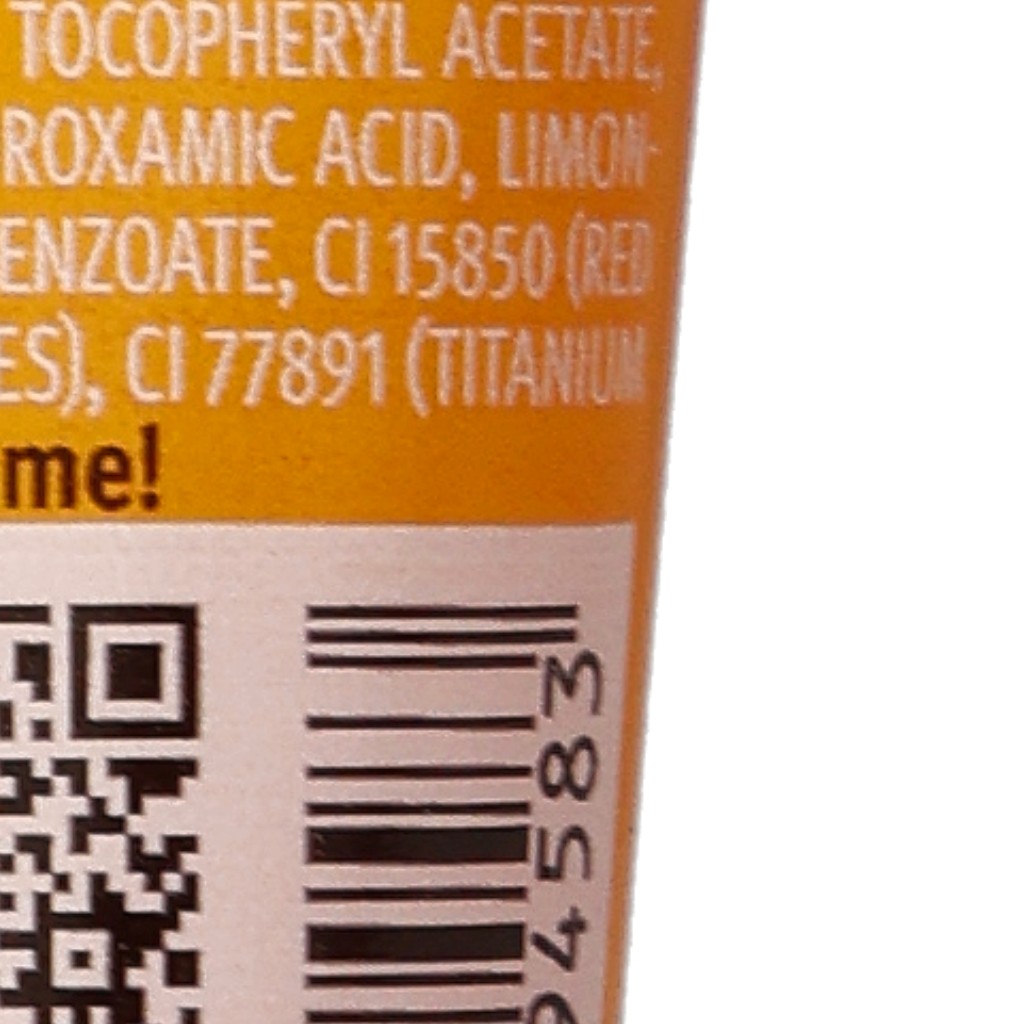 TOCOPHERYL ACETATE,
ROXAMIC ACID, LIMON-
ENZOATE, CI 15850 (RED
ES), CI 77891 (TITANIUM
me!
94583